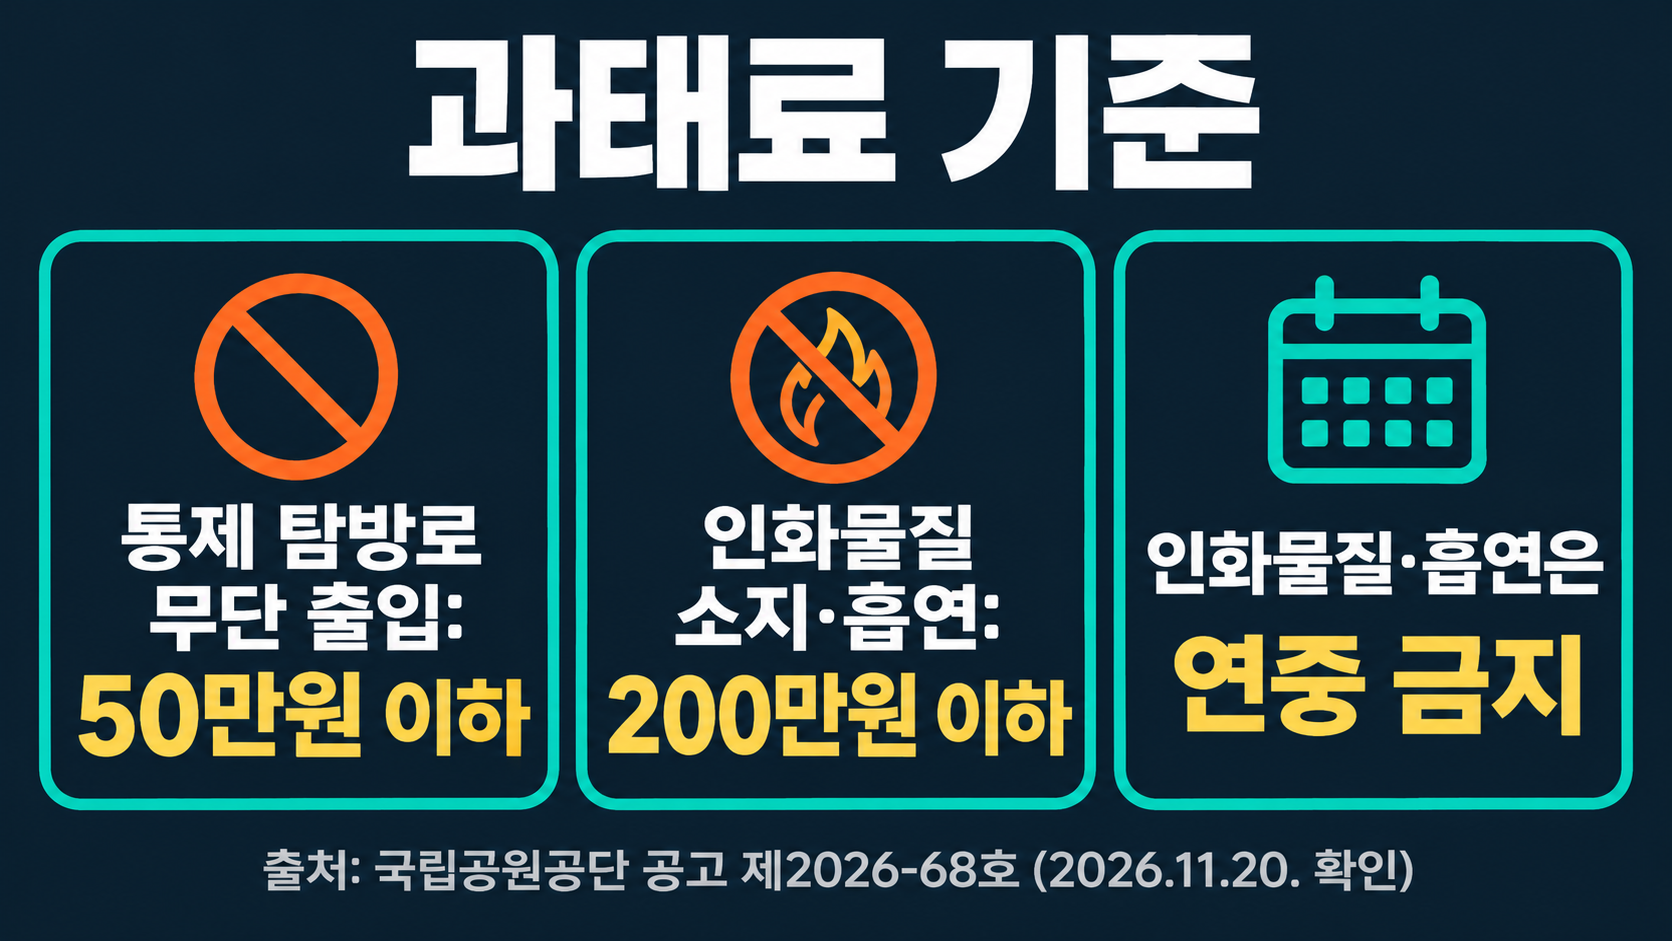 과태료 기준
통제 탐방로
무단 출입:
50만원 이하
인화물질
소지·흡연:
200만원 이하
인화물질·흡연은
연중 금지
출처: 국립공원공단 공고 제2026-68호 (2026.11.20. 확인)